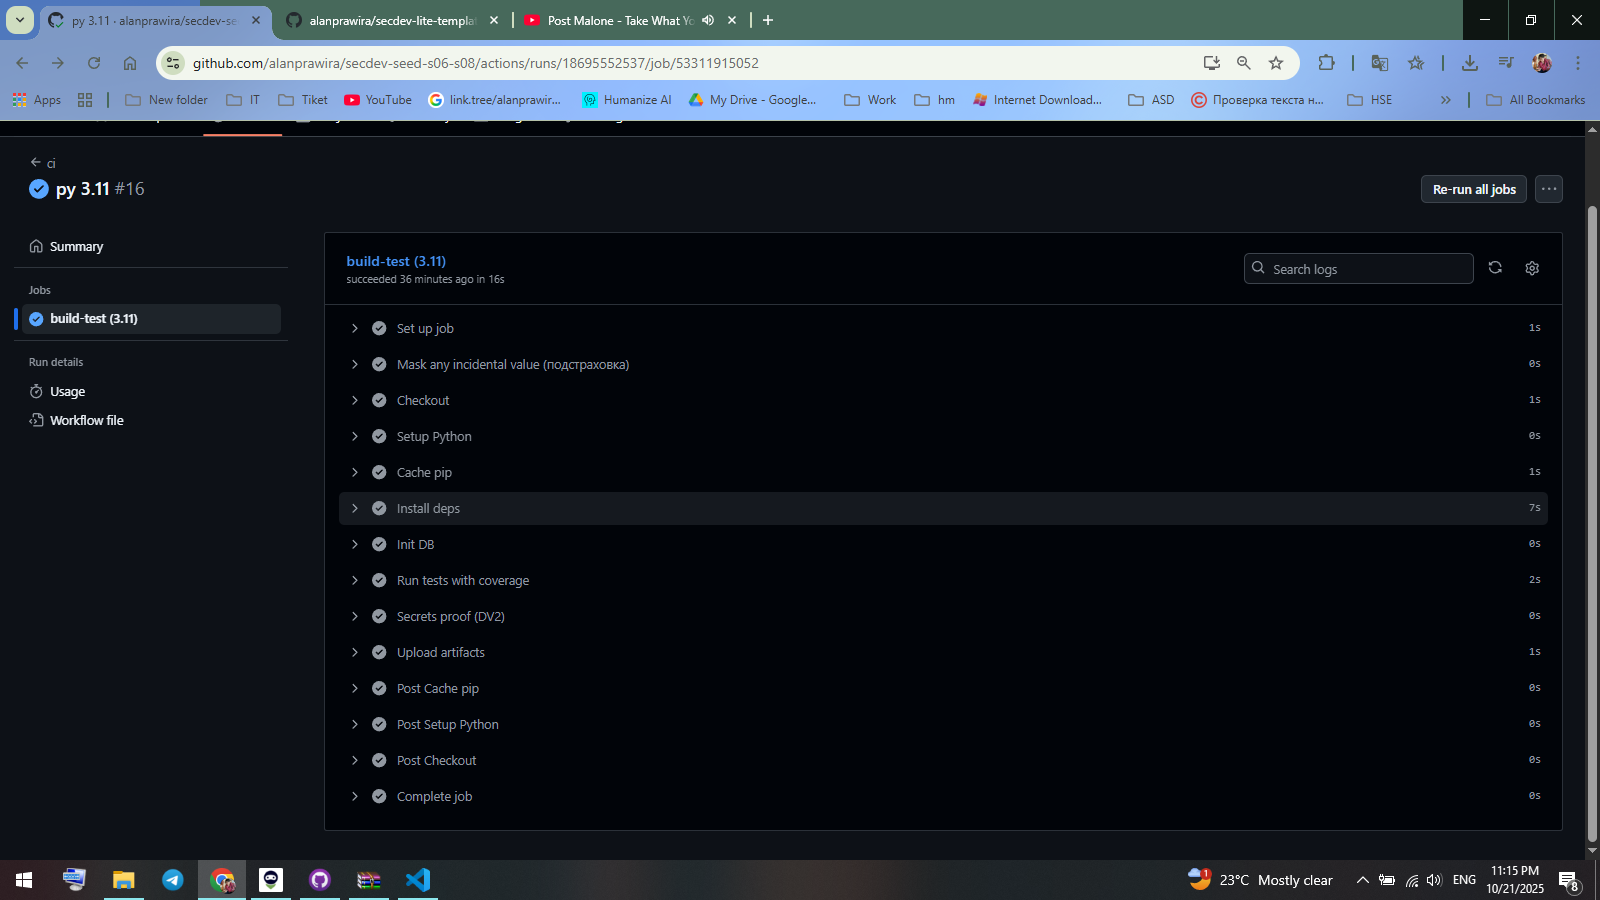 py 3.11 · alanprawira/secdev-se
alanprawira/secdev-lite-templa
Post Malone - Take What Yo
github.com/alanprawira/secdev-seed-s06-s08/actions/runs/18695552537/job/53311915052
Apps
New folder
IT
Tiket
YouTube
link.tree/alanprawir...
Humanize AI
My Drive - Google...
Work
hm
Internet Download...
ASD
Проверка текста н...
HSE
»
All Bookmarks
ci
py 3.11 #16
Re-run all jobs
Summary
Jobs
build-test (3.11)
Run details
Usage
Workflow file
build-test (3.11)
succeeded 36 minutes ago in 16s
Search logs
Set up job 1s
Mask any incidental value (подстраховка) 0s
Checkout 1s
Setup Python 0s
Cache pip 1s
Install deps 7s
Init DB 0s
Run tests with coverage 2s
Secrets proof (DV2) 0s
Upload artifacts 1s
Post Cache pip 0s
Post Setup Python 0s
Post Checkout 0s
Complete job 0s
1
23°C Mostly clear
ENG
11:15 PM
10/21/2025
8